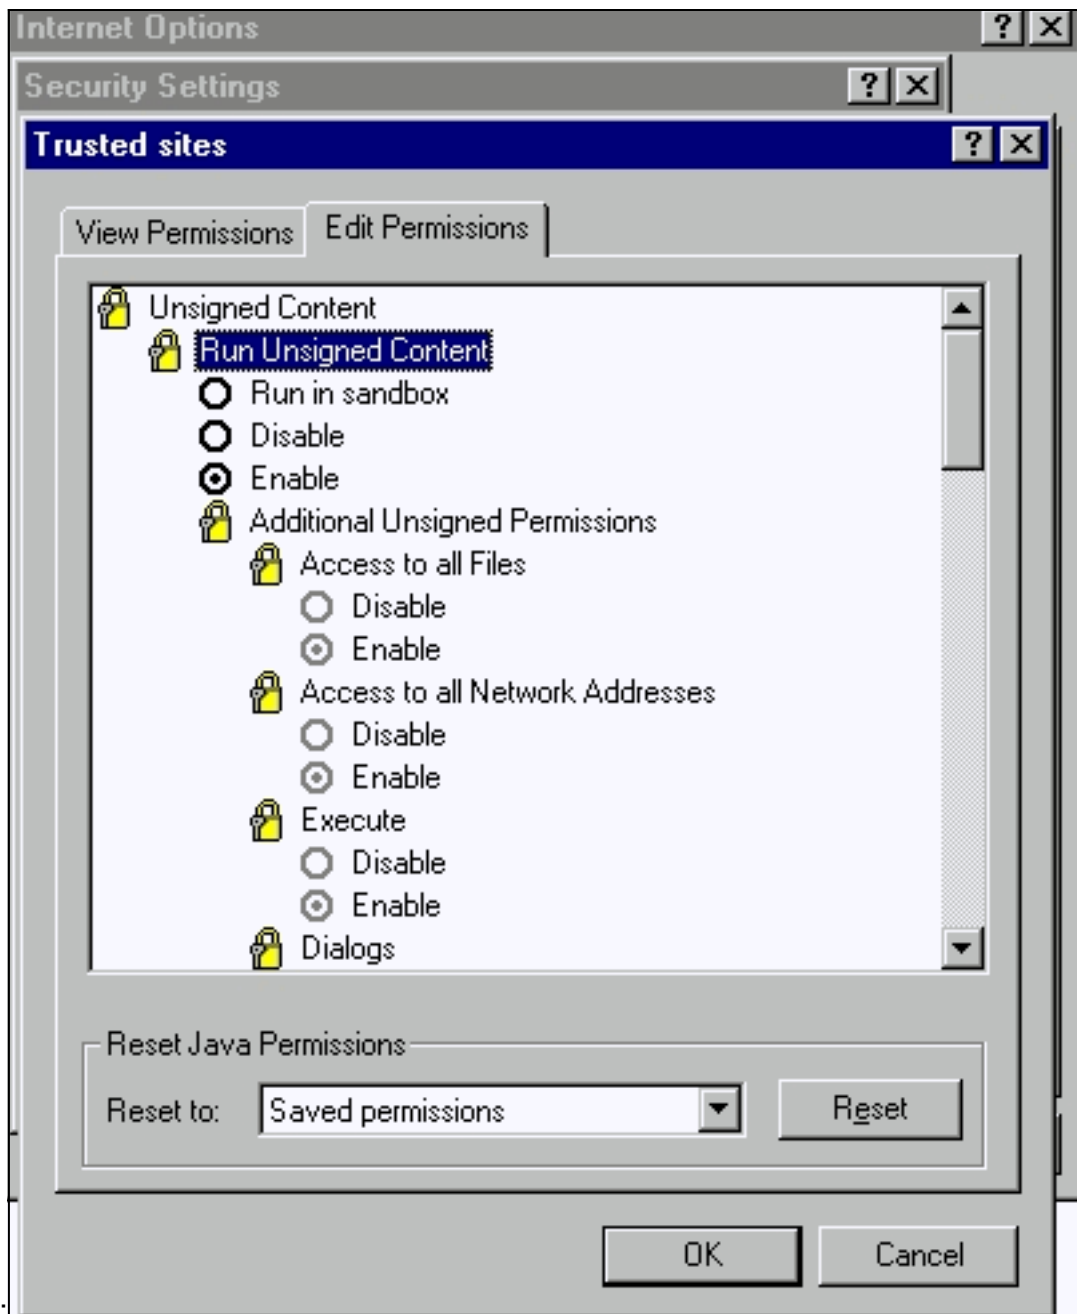 Internet Options
Security Settings
Trusted sites
View Permissions Edit Permissions
Unsigned Content
Run Unsigned Content
Run in sandbox
Disable
Enable
Additional Unsigned Permissions
Access to all Files
Disable
Enable
Access to all Network Addresses
Disable
Enable
Execute
Disable
Enable
Dialogs
Reset Java Permissions
Reset to: Saved permissions Reset
OK Cancel
.